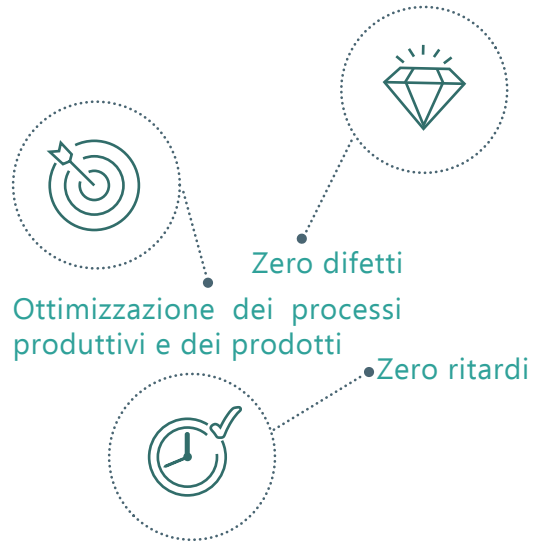 Zero difetti
Ottimizzazione dei processi
produttivi e dei prodotti
Zero ritardi